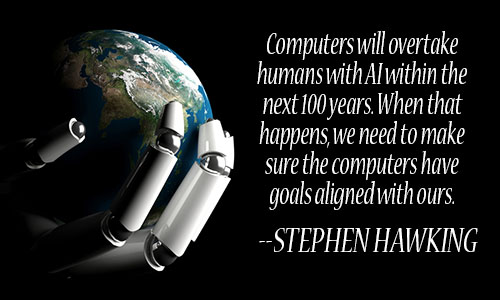 Computers will overtake
humans with AI within the
next 100 years. When that
happens, we need to make
sure the computers have
goals aligned with ours.
--STEPHEN HAWKING